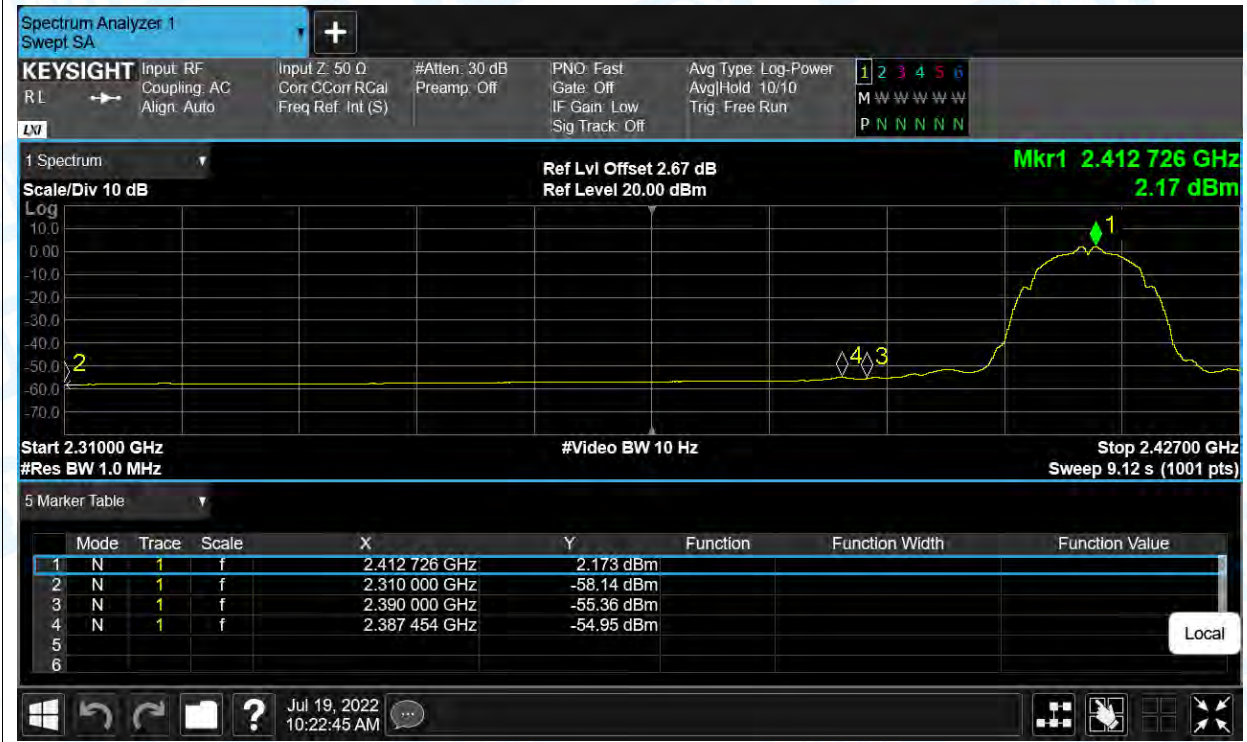 Spectrum Analyzer 1
Swept SA
KEYSIGHT Input: RF Input Z: 50 Ω #Atten: 30 dB PNO: Fast Avg Type: Log-Power 1 2 3 4 5 6
R L Coupling: AC Corr CCorr RCal Preamp: Off Gate: Off Avg|Hold: 10/10 M W W W W W
Align: Auto Freq Ref: Int (S) IF Gain: Low Trig: Free Run
LXI Sig Track: Off P N N N N N N
1 Spectrum Ref Lvl Offset 2.67 dB Mkr1 2.412 726 GHz
Scale/Div 10 dB Ref Level 20.00 dBm 2.17 dBm
Log
10.0 1
0.00
-10.0
-20.0
-30.0
-40.0
-50.0 2 4 3
-60.0
-70.0
Start 2.31000 GHz #Video BW 10 Hz Stop 2.42700 GHz
#Res BW 1.0 MHz Sweep 9.12 s (1001 pts)
5 Marker Table
Mode Trace Scale X Y Function Function Width Function Value
1 N 1 f 2.412 726 GHz 2.173 dBm
2 N 1 f 2.310 000 GHz -58.14 dBm
3 N 1 f 2.390 000 GHz -55.36 dBm
4 N 1 f 2.387 454 GHz -54.95 dBm
5
6
Local
? Jul 19, 2022
10:22:45 AM